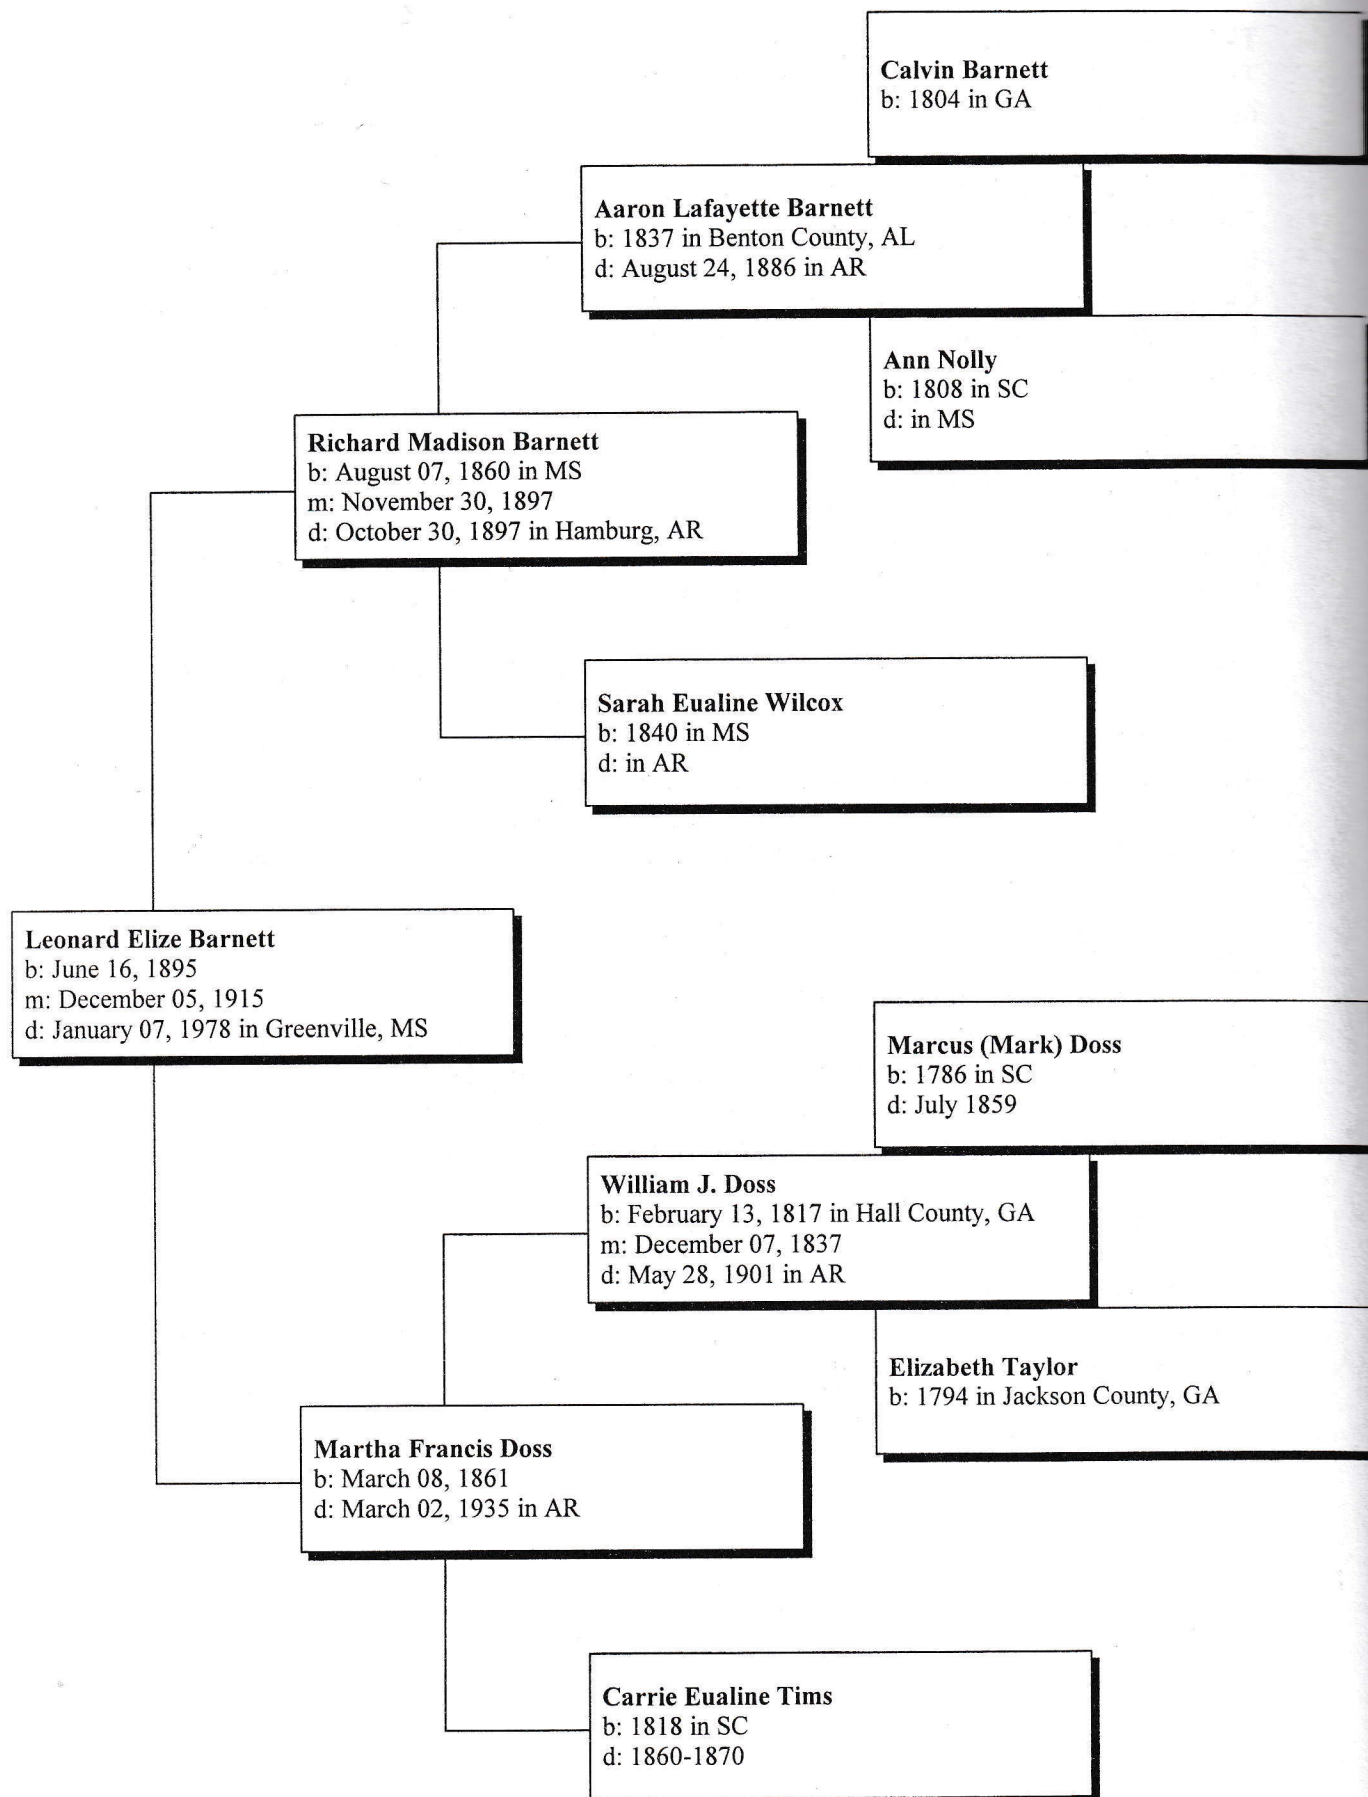 Calvin Barnett
b: 1804 in GA
Aaron Lafayette Barnett
b: 1837 in Benton County, AL
d: August 24, 1886 in AR
Ann Nolly
b: 1808 in SC
d: in MS
Richard Madison Barnett
b: August 07, 1860 in MS
m: November 30, 1897
d: October 30, 1897 in Hamburg, AR
Sarah Eualine Wilcox
b: 1840 in MS
d: in AR
Leonard Elize Barnett
b: June 16, 1895
m: December 05, 1915
d: January 07, 1978 in Greenville, MS
Marcus (Mark) Doss
b: 1786 in SC
d: July 1859
William J. Doss
b: February 13, 1817 in Hall County, GA
m: December 07, 1837
d: May 28, 1901 in AR
Elizabeth Taylor
b: 1794 in Jackson County, GA
Martha Francis Doss
b: March 08, 1861
d: March 02, 1935 in AR
Carrie Eualine Tims
b: 1818 in SC
d: 1860-1870